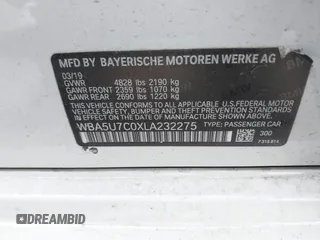 MFD BY BAYERISCHE MOTOREN WERKE AG
03/19
GVWR 4828 lbs 2190 kg
GAWR FRONT 2359 lbs 1070 kg
GAWR REAR 2690 lbs 1220 kg
THIS VEHICLE CONFORMS TO ALL APPLICABLE U.S. FEDERAL
MOTOR VEHICLE SAFETY, BUMPER, AND THEFT PREVENTION
STANDARDS IN EFFECT ON THE DATE OF MANUFACTURE SHOWN ABOVE.
WBA5U7C0XLA232275 PASSENGER CAR
300
© AUTOBIDCAR